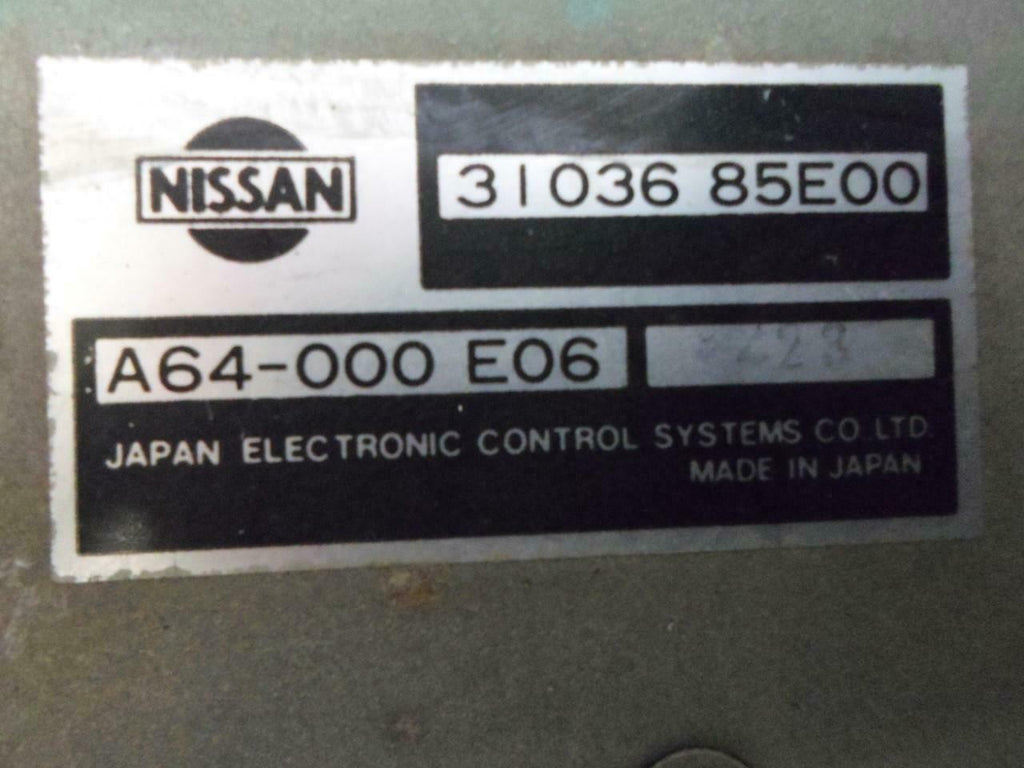 NISSAN
31036 85E00
A64-000 E06
JAPAN ELECTRONIC CONTROL SYSTEMS CO. LTD.
MADE IN JAPAN